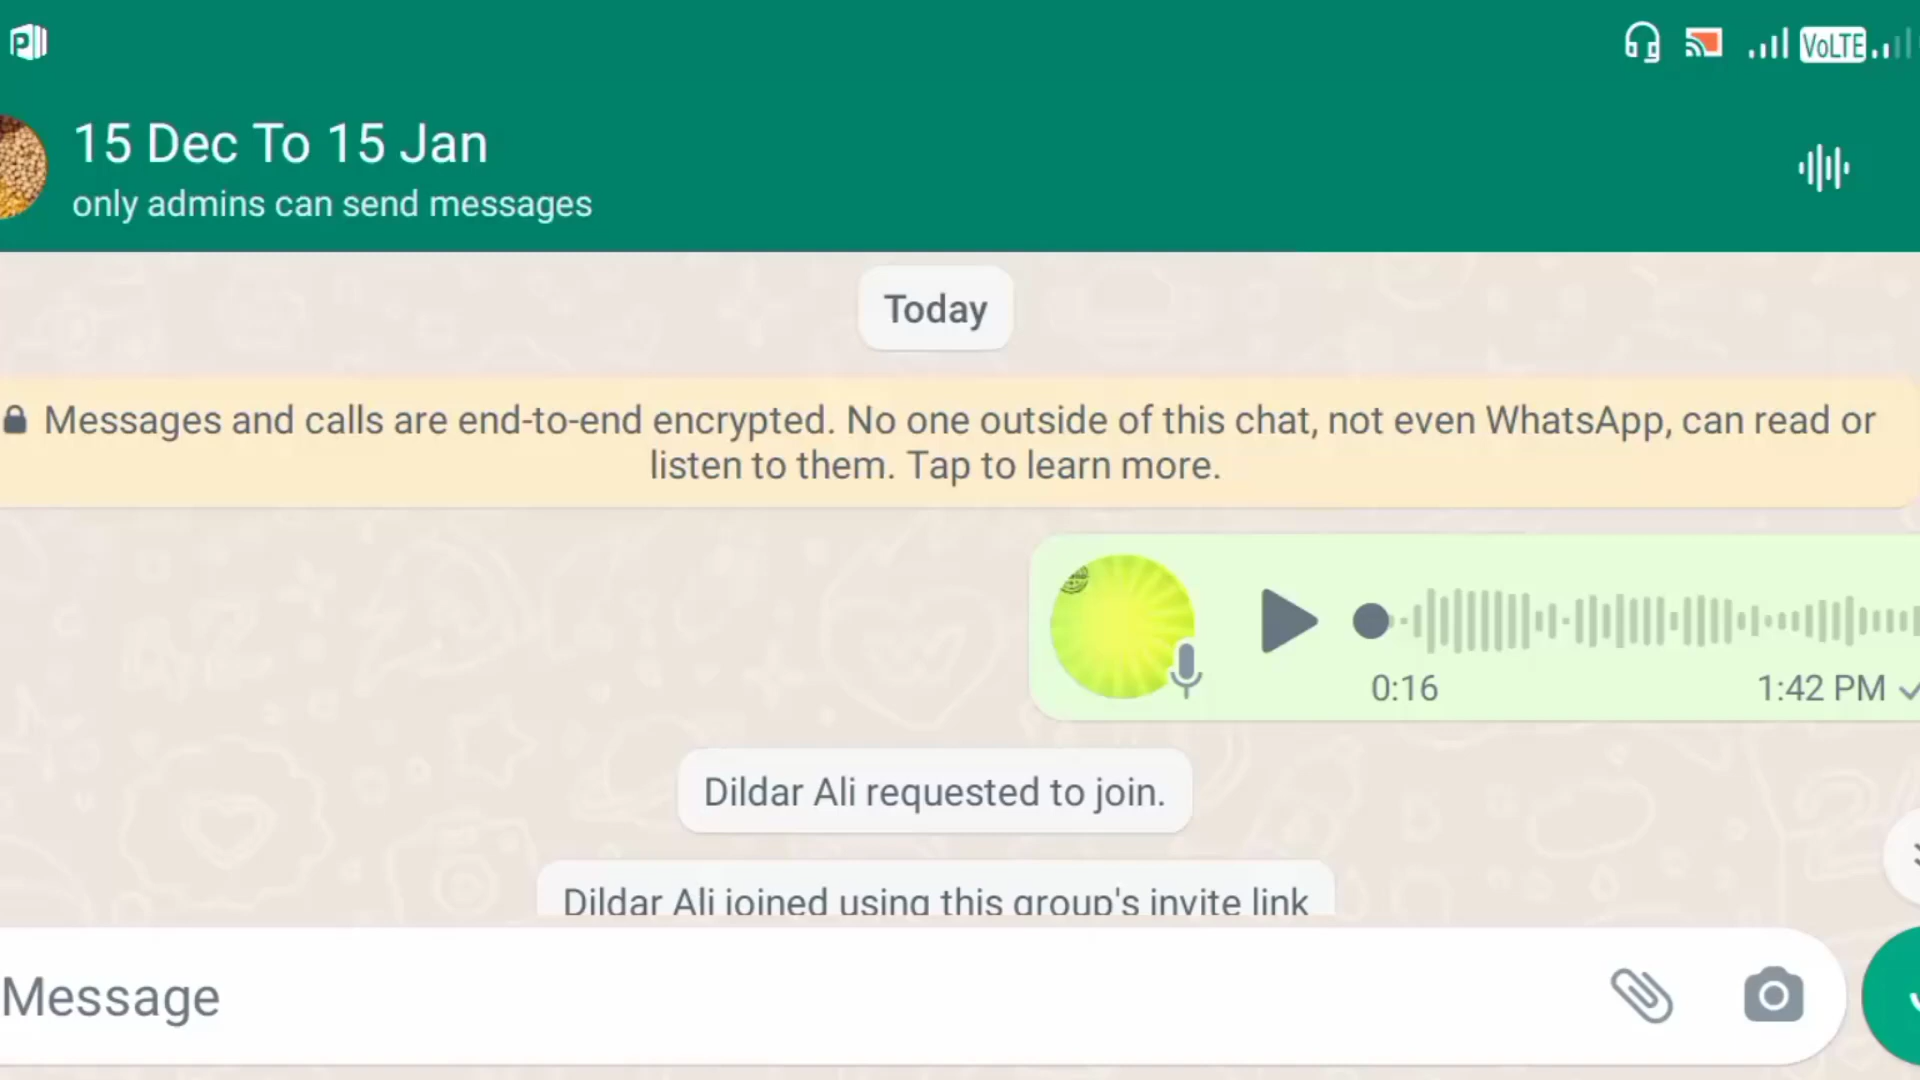 P
VoLTE
15 Dec To 15 Jan
only admins can send messages
Today
Messages and calls are end-to-end encrypted. No one outside of this chat, not even WhatsApp, can read or
listen to them. Tap to learn more.
0:16
1:42 PM
Dildar Ali requested to join.
Dildar Ali joined using this group's invite link
Message